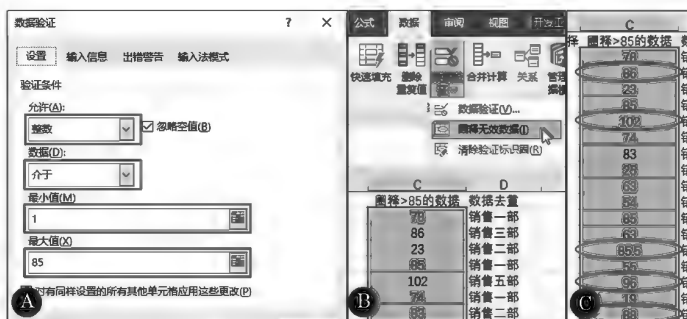 数据验证
? ×
设置 输入信息 出错警告 输入法模式
验证条件
允许(A):
整数
忽略空值(B)
数据(D):
介于
最小值(M)
1
最大值(X)
85
对有同样设置的所有其他单元格应用这些更改(P)
A
公式 数据 审阅 视图 开发工
快速填充 删除重复值 合并计算 关系
数据验证(V)...
圈释无效数据(I)
清除验证标识圈(R)
C D
圈释>85的数据 数据去重
78 销售一部
86 销售三部
23 销售二部
85 销售一部
102 销售五部
74 销售一部
83 销售二部
B
C
择 圈释>85的数据
78
86
23
85
102
74
83
63
54
63
96
19
88
C